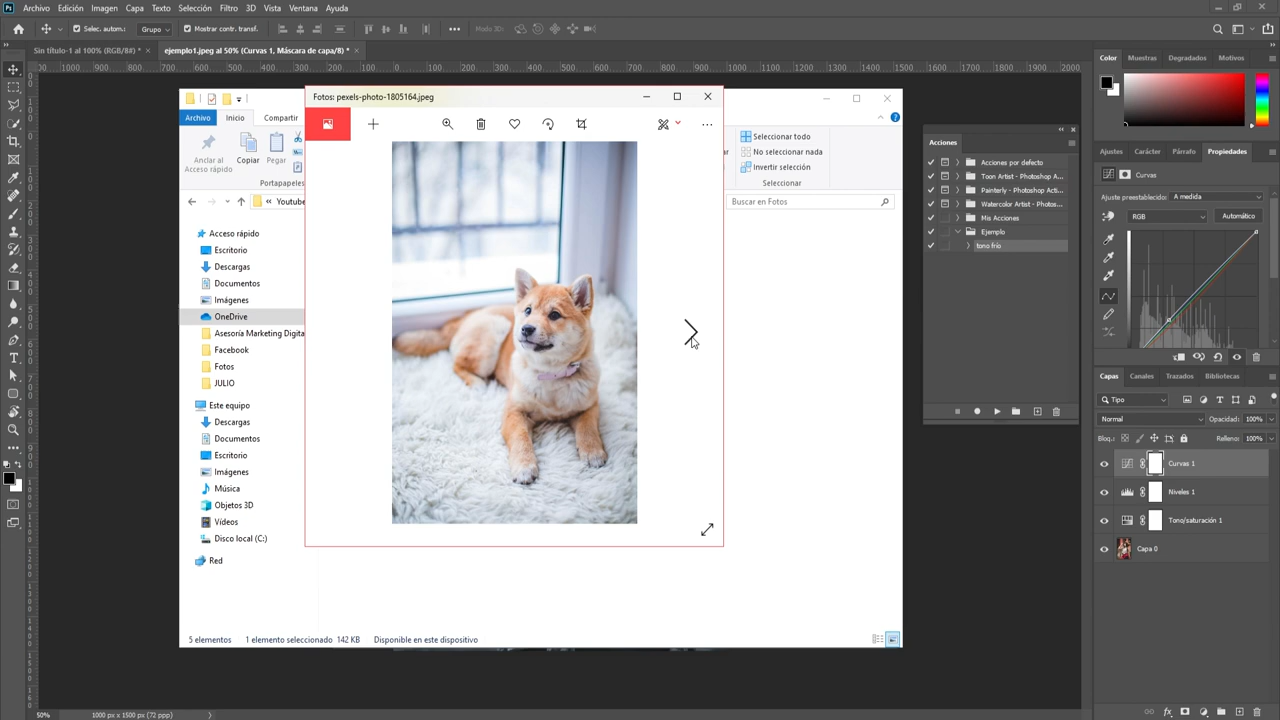 Archivo Edición Imagen Capa Texto Selección Filtro 3D Vista Ventana Ayuda
Selec. autom.: Grupo Mostrar contr. transf. Modo 3D:
Sin título-1 al 100% (RGB/8#) * × ejemplo1.jpeg al 50% (Curvas 1, Máscara de capa/8) * ×
Fotos: pexels-photo-1805164.jpeg
Archivo Inicio Compartir
Anclar al
Acceso rápido
Copiar Pegar
Portapapeles
Seleccionar todo
No seleccionar nada
Invertir selección
Seleccionar
« Youtube
Buscar en Fotos
Acceso rápido
Escritorio
Descargas
Documentos
Imágenes
OneDrive
Asesoría Marketing Digita
Facebook
Fotos
JULIO
Este equipo
Descargas
Documentos
Escritorio
Imágenes
Música
Objetos 3D
Vídeos
Disco local (C:)
Red
5 elementos 1 elemento seleccionado 142 KB Disponible en este dispositivo
Acciones
Acciones por defecto
Toon Artist - Photoshop A...
Painterly - Photoshop Acti...
Watercolor Artist - Photos...
Mis Acciones
Ejemplo
tono frío
Color Muestras Degradados Motivos
Ajustes Carácter Párrafo Propiedades
Curvas
Ajuste preestablecido: A medida
RGB Automático
Capas Canales Trazados Bibliotecas
Tipo
Normal Opacidad: 100%
Bloq.: Relleno: 100%
Curvas 1
Niveles 1
Tono/saturación 1
Capa 0
50% 1000 px x 1500 px (72 ppp)